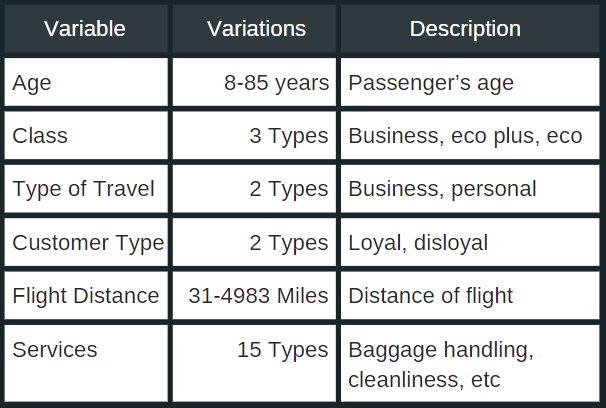 Variable Variations Description
Age 8-85 years Passenger’s age
Class 3 Types Business, eco plus, eco
Type of Travel 2 Types Business, personal
Customer Type 2 Types Loyal, disloyal
Flight Distance 31-4983 Miles Distance of flight
Services 15 Types Baggage handling,
cleanliness, etc